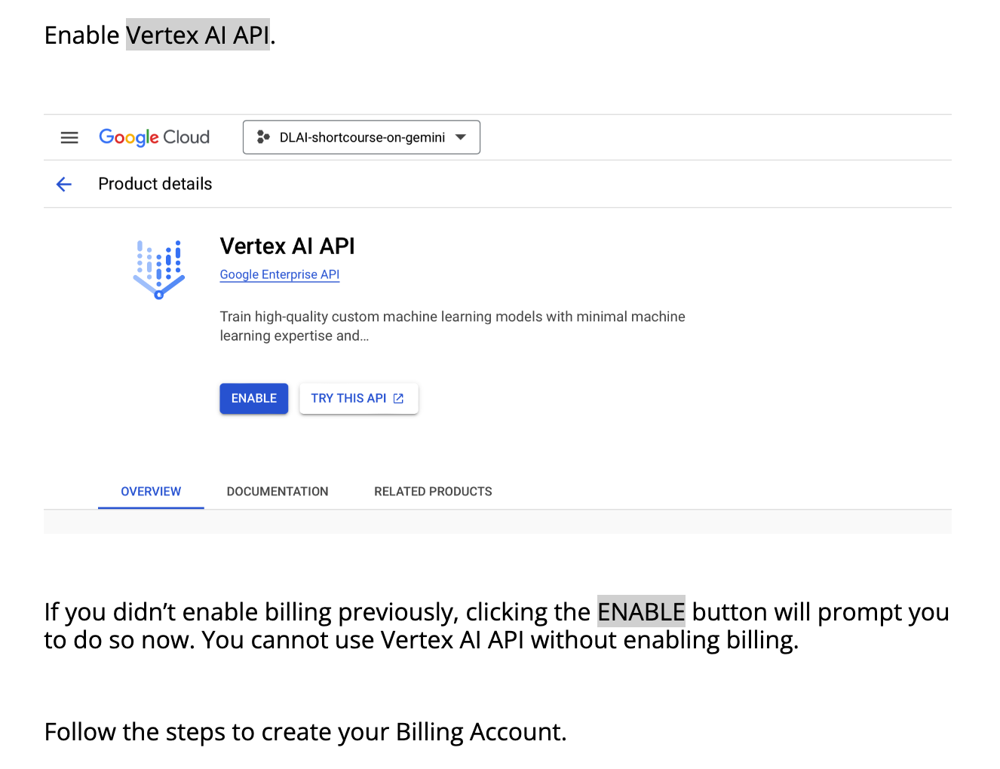 Enable Vertex AI API.
Google Cloud
DLAI-shortcourse-on-gemini
Product details
Vertex AI API
Google Enterprise API
Train high-quality custom machine learning models with minimal machine
learning expertise and…
ENABLE
TRY THIS API
OVERVIEW
DOCUMENTATION
RELATED PRODUCTS
If you didn’t enable billing previously, clicking the ENABLE button will prompt you
to do so now. You cannot use Vertex AI API without enabling billing.
Follow the steps to create your Billing Account.